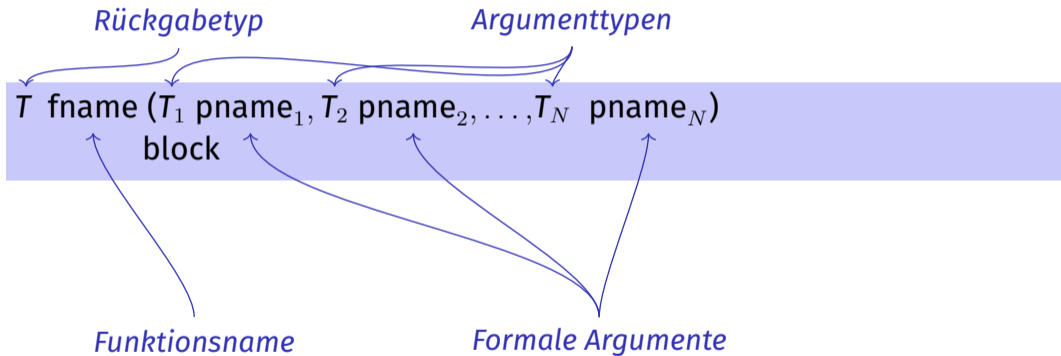 Rückgabetyp Argumenttypen
T fname (T₁ pname₁, T₂ pname₂, ...,T_N pname_N)
block
Funktionsname Formale Argumente